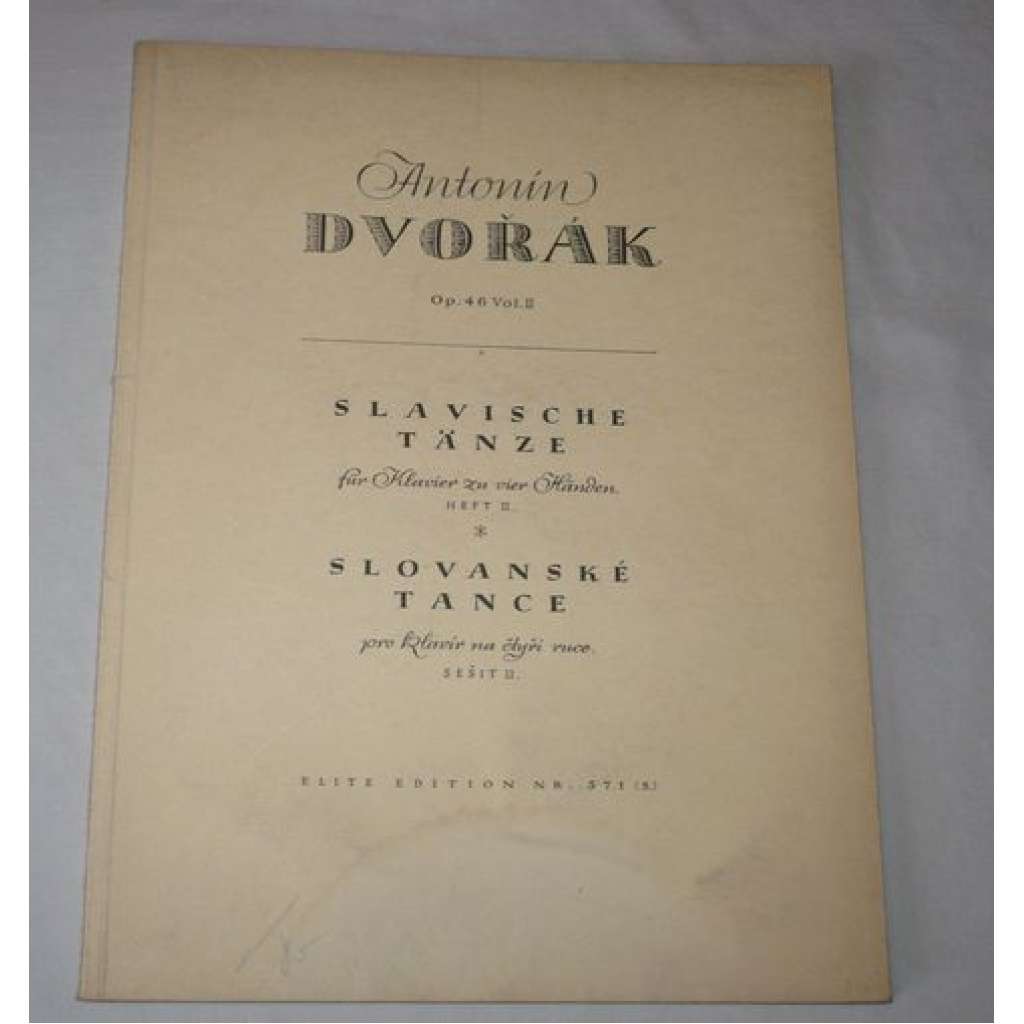 Antonín
DVOŘÁK
Op. 46 Vol. II
SLAVISCHE
TÄNZE
für Klavier zu vier Händen.
HEFT II.
*
SLOVANSKÉ
TANCE
pro klavír na čtyři ruce.
SEŠIT II.
ELITE EDITION NR. 571 (S.)